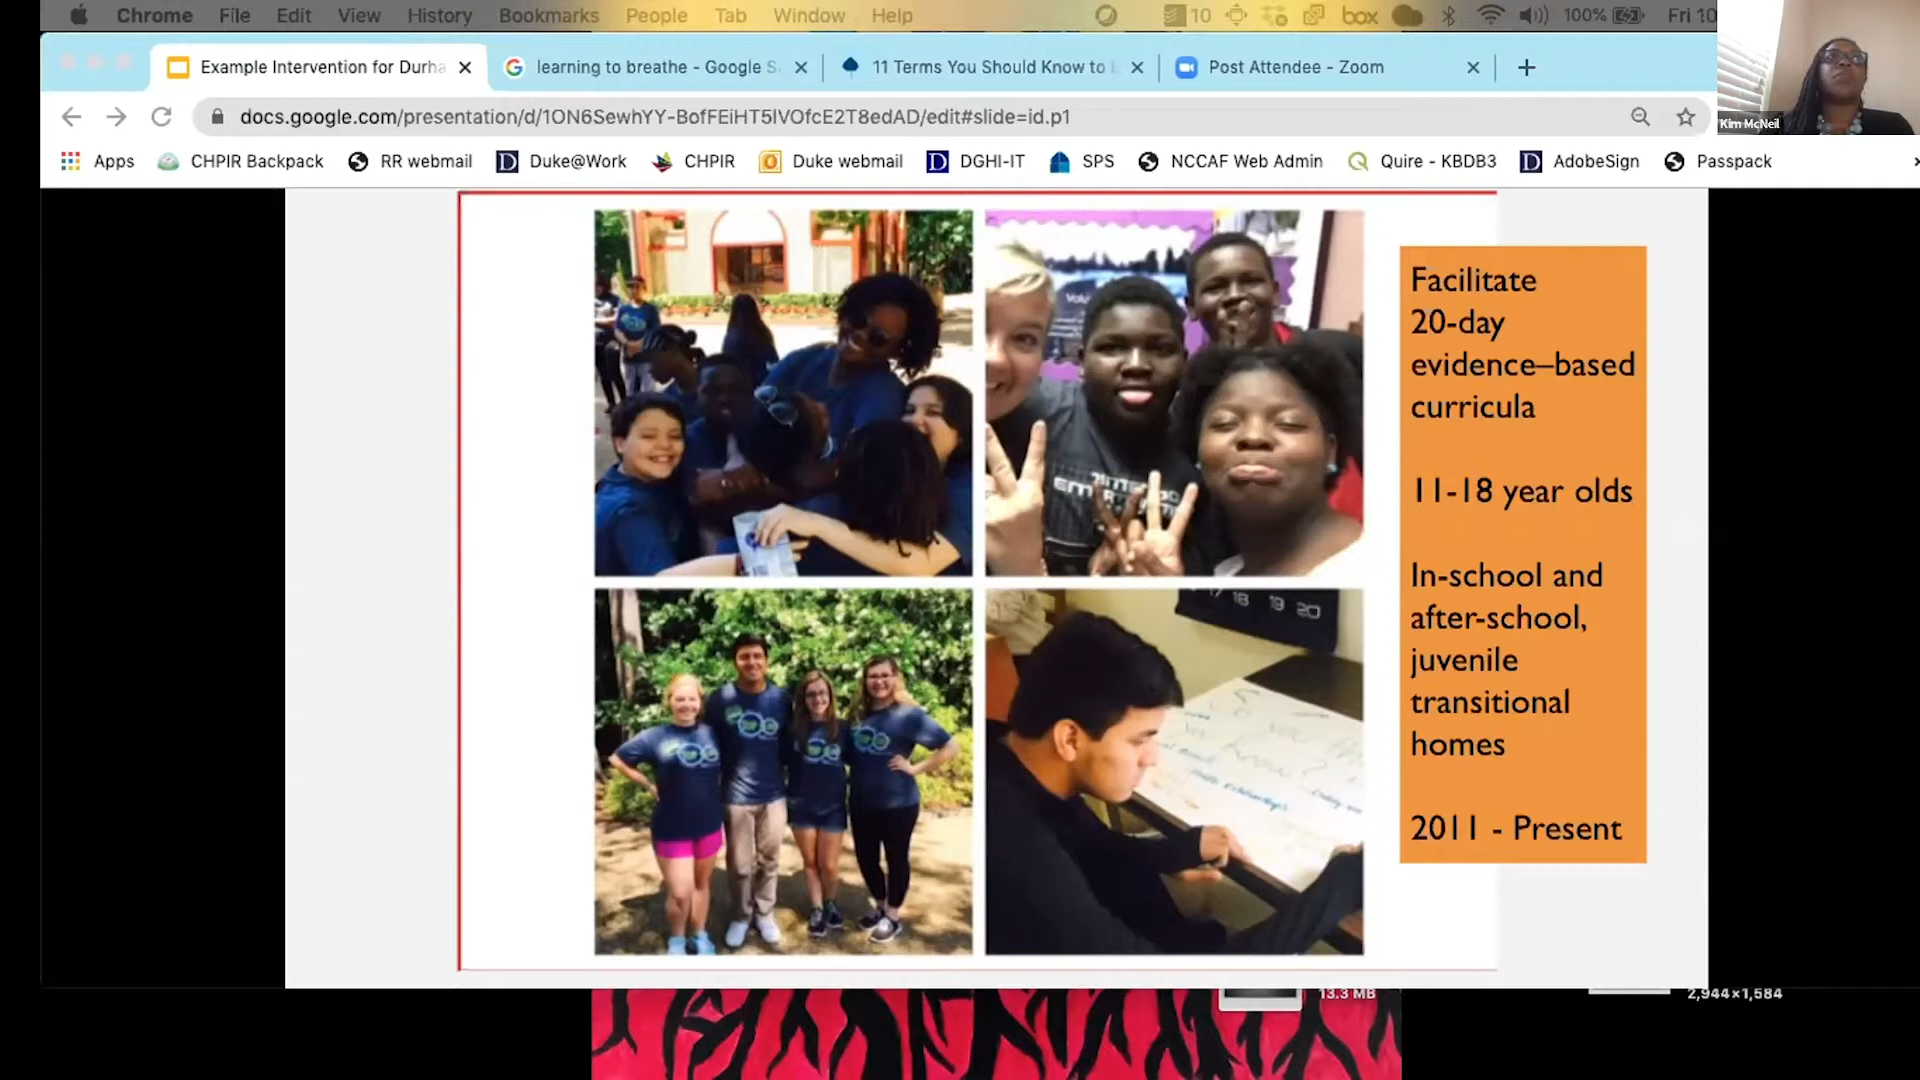 Chrome File Edit View History Bookmarks People Tab Window Help
10
box
100%
Fri 10
Example Intervention for Durha
learning to breathe - Google S
11 Terms You Should Know to
Post Attendee - Zoom
docs.google.com/presentation/d/1ON6SewhYY-BofFEiHT5lVOfcE2T8edAD/edit#slide=id.p1
Kim McNeil
Apps CHPIR Backpack RR webmail Duke@Work CHPIR Duke webmail DGHI-IT SPS NCCAF Web Admin Quire - KBDB3 AdobeSign Passpack
Facilitate
20-day
evidence–based
curricula
11-18 year olds
In-school and
after-school,
juvenile
transitional
homes
2011 - Present
18 19 20
13.3 MB
2,944×1,584